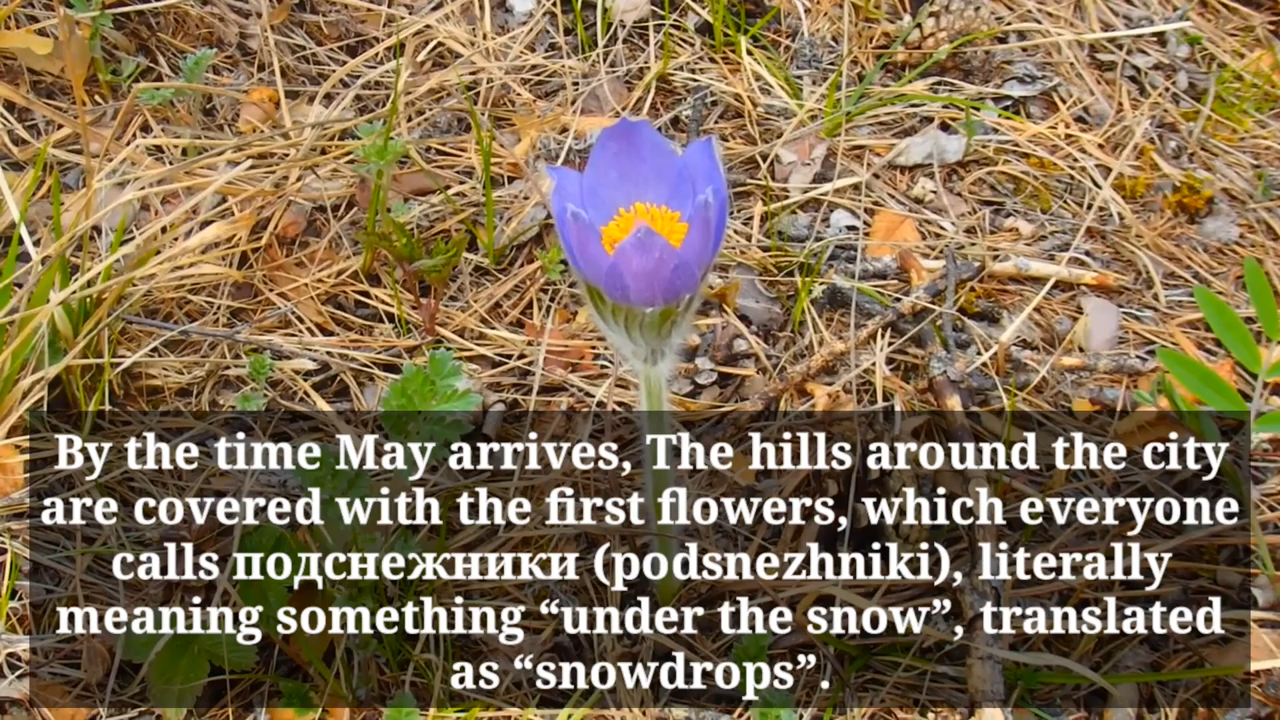 By the time May arrives, The hills around the city
are covered with the first flowers, which everyone
calls подснежники (podsnezhniki), literally
meaning something “under the snow”, translated
as “snowdrops”.